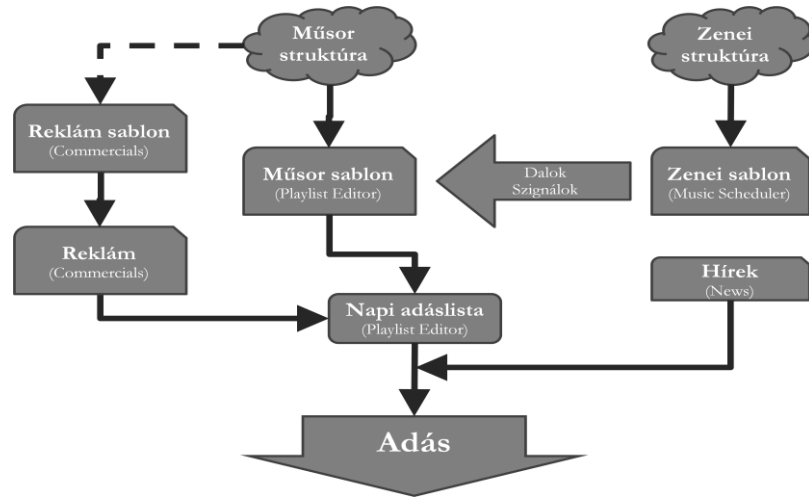 Műsor
struktúra
Zenei
struktúra
Reklám sablon
(Commercials)
Műsor sablon
(Playlist Editor)
Dalok
Szignálok
Zenei sablon
(Music Scheduler)
Reklám
(Commercials)
Hírek
(News)
Napi adáslista
(Playlist Editor)
Adás